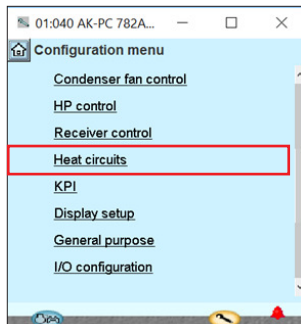 01:040 AK-PC 782A...
Configuration menu
Condenser fan control
HP control
Receiver control
Heat circuits
KPI
Display setup
General purpose
I/O configuration